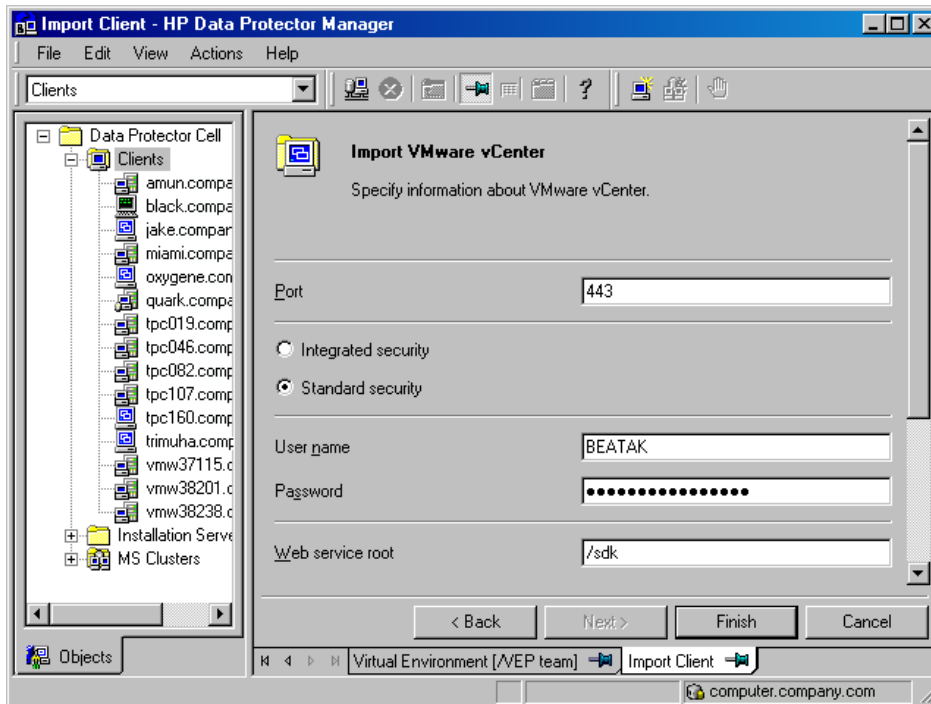 Import Client - HP Data Protector Manager
File Edit View Actions Help
Clients
Data Protector Cell
Clients
amun.compa
black.compa
jake.compan
miami.compa
oxygene.com
quark.compa
tpc019.comp
tpc046.comp
tpc082.comp
tpc107.comp
tpc160.comp
trimuha.comp
vmw37115.c
vmw38201.c
vmw38238.c
Installation Serve
MS Clusters
Objects
Import VMware vCenter
Specify information about VMware vCenter.
Port 443
Integrated security
Standard security
User name BEATAK
Password ●●●●●●●●●●●●●●●●
Web service root /sdk
< Back Next > Finish Cancel
Virtual Environment [/VEP team] Import Client
computer.company.com